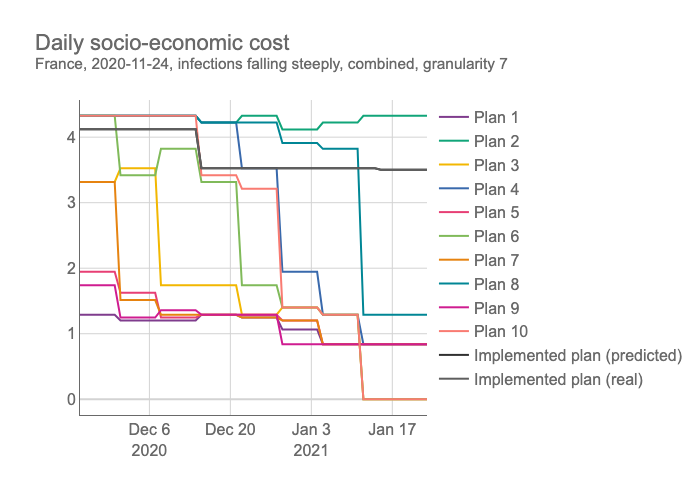 Daily socio-economic cost
France, 2020-11-24, infections falling steeply, combined, granularity 7
4
3
2
1
0
Dec 6
2020
Dec 20
Jan 3
2021
Jan 17
Plan 1
Plan 2
Plan 3
Plan 4
Plan 5
Plan 6
Plan 7
Plan 8
Plan 9
Plan 10
Implemented plan (predicted)
Implemented plan (real)